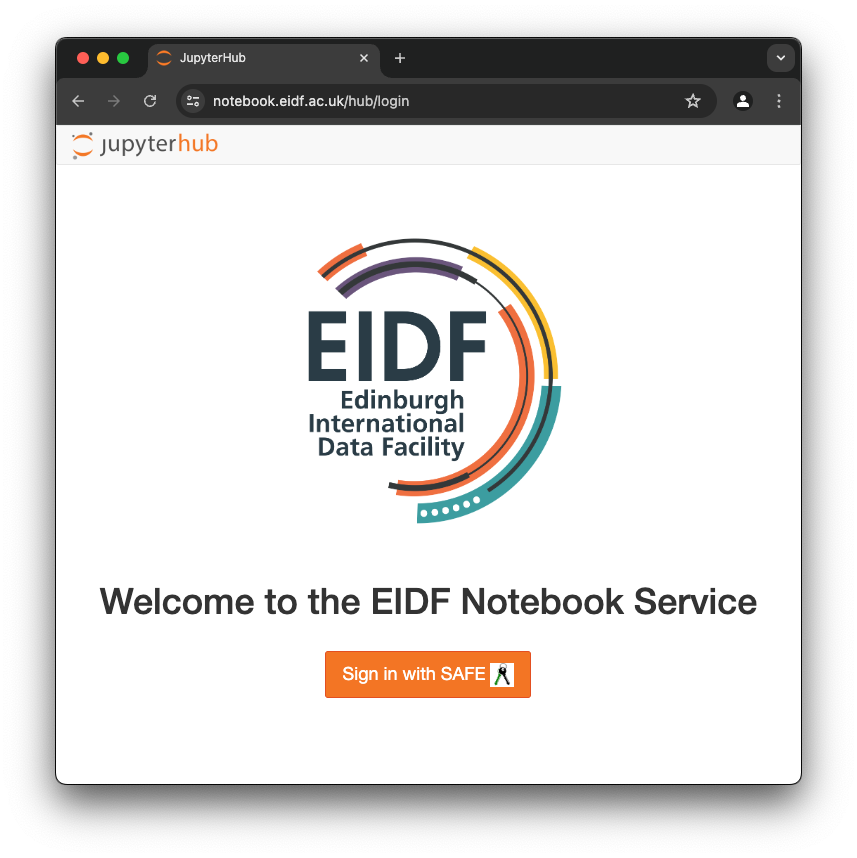 JupyterHub
notebook.eidf.ac.uk/hub/login
jupyterhub
EIDF
Edinburgh
International
Data Facility
Welcome to the EIDF Notebook Service
Sign in with SAFE